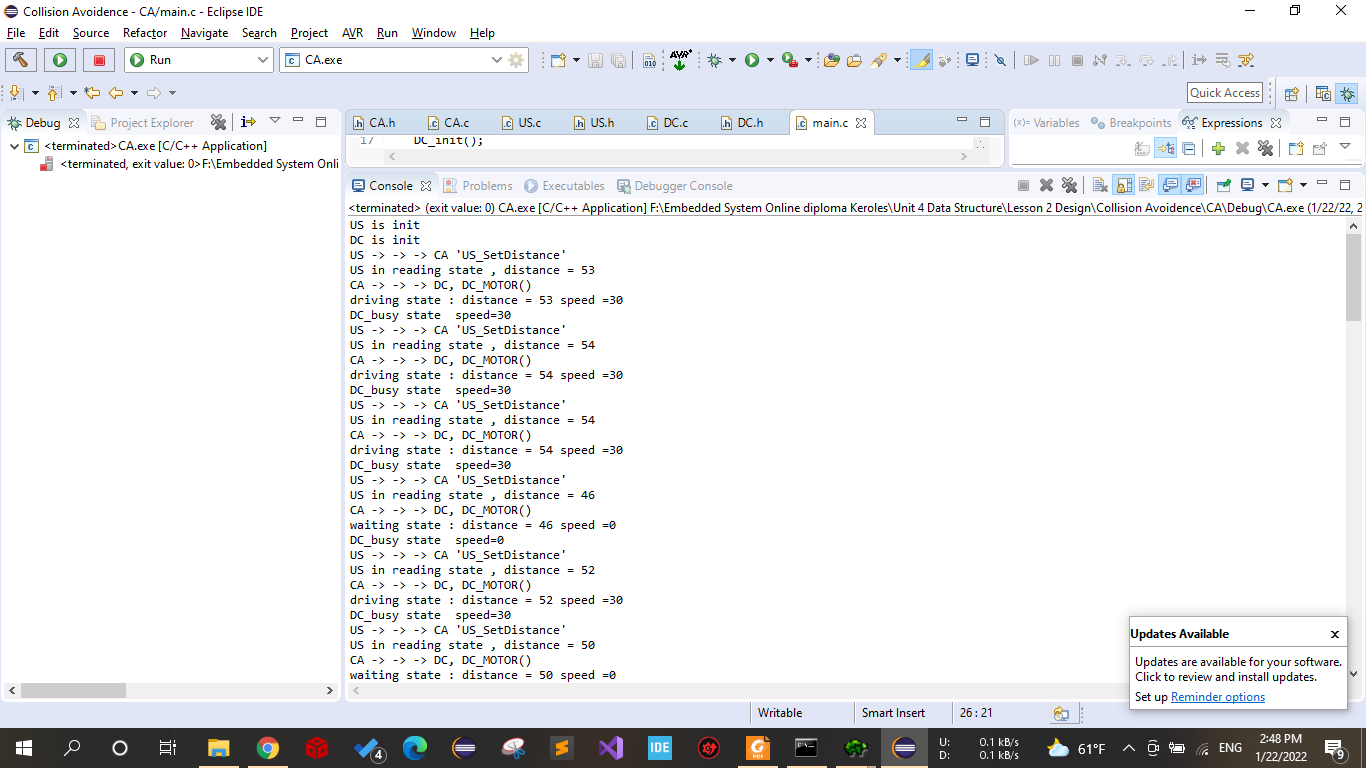 Collision Avoidence - CA/main.c - Eclipse IDE
File Edit Source Refactor Navigate Search Project AVR Run Window Help
Run
CA.exe
010
AVR
Quick Access
Debug
Project Explorer
CA.h
CA.c
US.c
US.h
DC.c
DC.h
main.c
(x)= Variables
Breakpoints
Expressions
17 DC_init();
<terminated>CA.exe [C/C++ Application]
<terminated, exit value: 0>F:\Embedded System Onli
Console
Problems
Executables
Debugger Console
<terminated> (exit value: 0) CA.exe [C/C++ Application] F:\Embedded System Online diploma Keroles\Unit 4 Data Structure\Lesson 2 Design\Collision Avoidence\CA\Debug\CA.exe (1/22/22, 2
US is init
DC is init
US -> -> -> CA 'US_SetDistance'
US in reading state , distance = 53
CA -> -> -> DC, DC_MOTOR()
driving state : distance = 53 speed =30
DC_busy state  speed=30
US -> -> -> CA 'US_SetDistance'
US in reading state , distance = 54
CA -> -> -> DC, DC_MOTOR()
driving state : distance = 54 speed =30
DC_busy state  speed=30
US -> -> -> CA 'US_SetDistance'
US in reading state , distance = 54
CA -> -> -> DC, DC_MOTOR()
driving state : distance = 54 speed =30
DC_busy state  speed=30
US -> -> -> CA 'US_SetDistance'
US in reading state , distance = 46
CA -> -> -> DC, DC_MOTOR()
waiting state : distance = 46 speed =0
DC_busy state  speed=0
US -> -> -> CA 'US_SetDistance'
US in reading state , distance = 52
CA -> -> -> DC, DC_MOTOR()
driving state : distance = 52 speed =30
DC_busy state  speed=30
US -> -> -> CA 'US_SetDistance'
US in reading state , distance = 50
CA -> -> -> DC, DC_MOTOR()
waiting state : distance = 50 speed =0
Updates Available
Updates are available for your software.
Click to review and install updates.
Set up Reminder options
Writable
Smart Insert
26 : 21
4
IDE
PDF
U: 0.1 kB/s
D: 0.1 kB/s
61°F
ENG
2:48 PM
1/22/2022
9